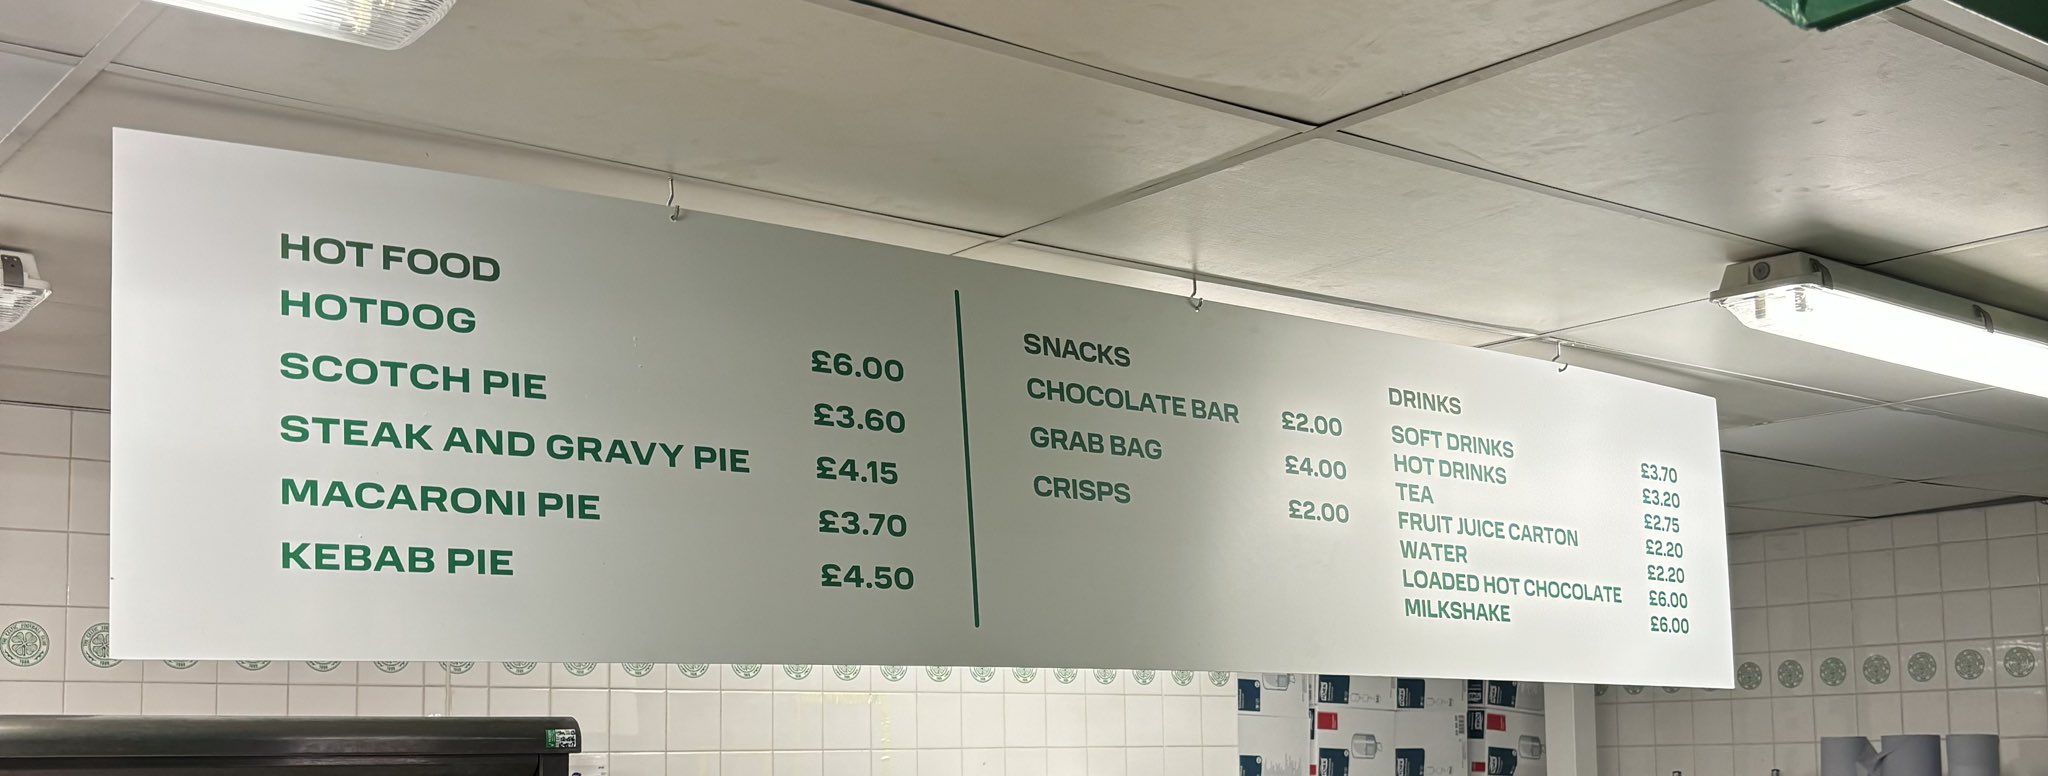 HOT FOOD
HOTDOG £6.00
SCOTCH PIE £3.60
STEAK AND GRAVY PIE £4.15
MACARONI PIE £3.70
KEBAB PIE £4.50
SNACKS
CHOCOLATE BAR £2.00
GRAB BAG £4.00
CRISPS £2.00
DRINKS
SOFT DRINKS £3.70
HOT DRINKS £3.20
TEA £2.75
FRUIT JUICE CARTON £2.20
WATER £2.20
LOADED HOT CHOCOLATE £6.00
MILKSHAKE £6.00